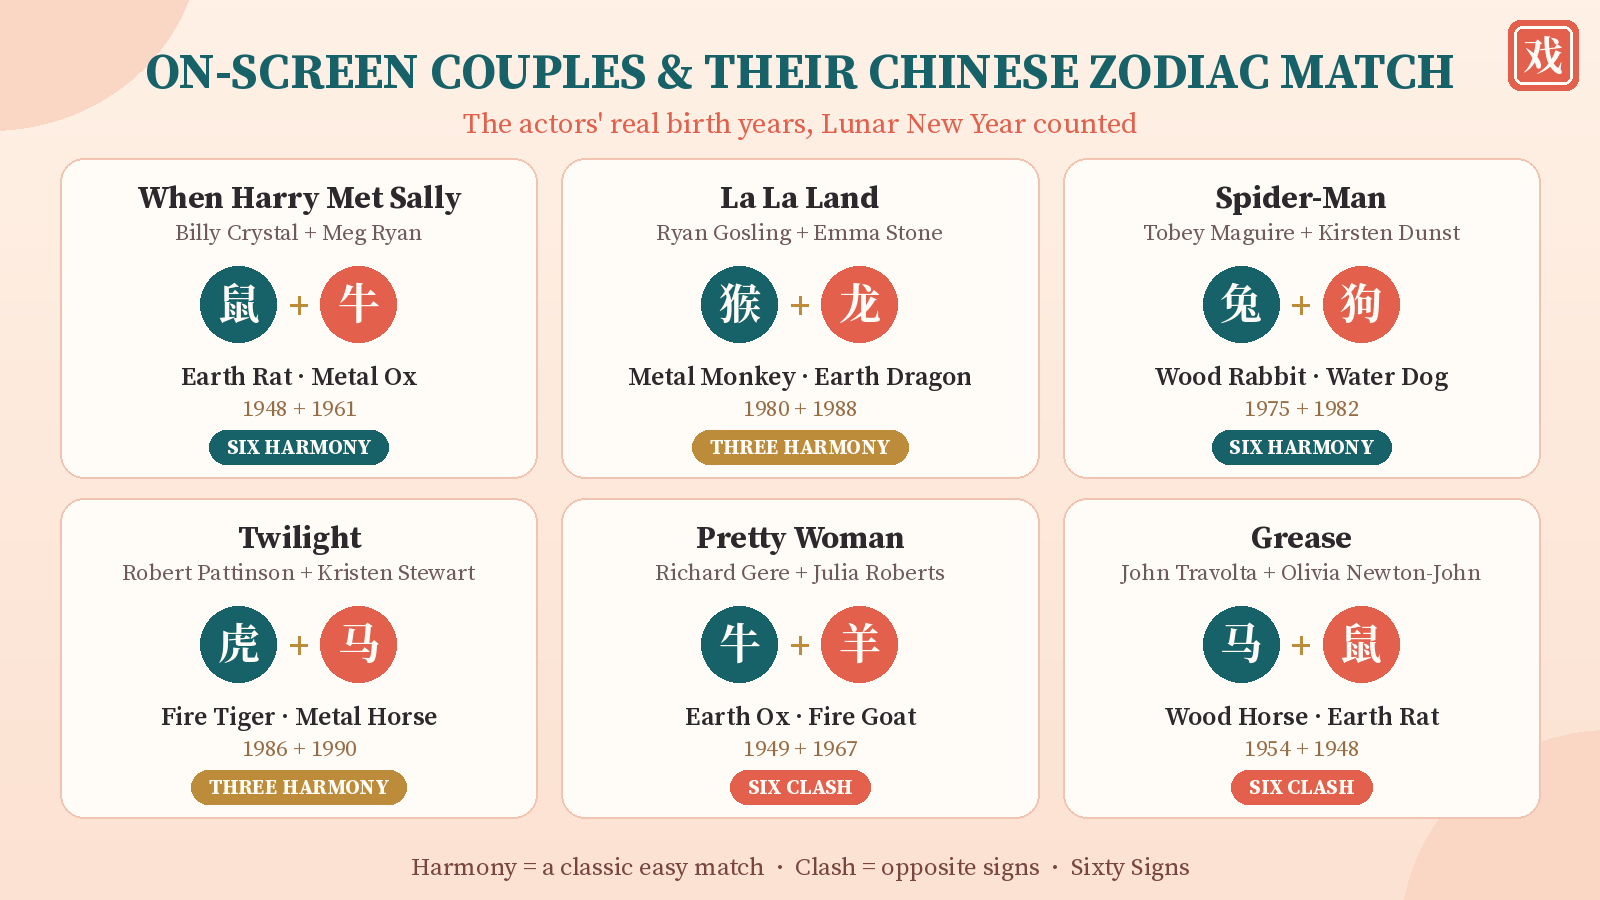 ON-SCREEN COUPLES & THEIR CHINESE ZODIAC MATCH
戏
The actors' real birth years, Lunar New Year counted
When Harry Met Sally
Billy Crystal + Meg Ryan
鼠 + 牛
Earth Rat · Metal Ox
1948 + 1961
SIX HARMONY
La La Land
Ryan Gosling + Emma Stone
猴 + 龙
Metal Monkey · Earth Dragon
1980 + 1988
THREE HARMONY
Spider-Man
Tobey Maguire + Kirsten Dunst
兔 + 狗
Wood Rabbit · Water Dog
1975 + 1982
SIX HARMONY
Twilight
Robert Pattinson + Kristen Stewart
虎 + 马
Fire Tiger · Metal Horse
1986 + 1990
THREE HARMONY
Pretty Woman
Richard Gere + Julia Roberts
牛 + 羊
Earth Ox · Fire Goat
1949 + 1967
SIX CLASH
Grease
John Travolta + Olivia Newton-John
马 + 鼠
Wood Horse · Earth Rat
1954 + 1948
SIX CLASH
Harmony = a classic easy match · Clash = opposite signs · Sixty Signs